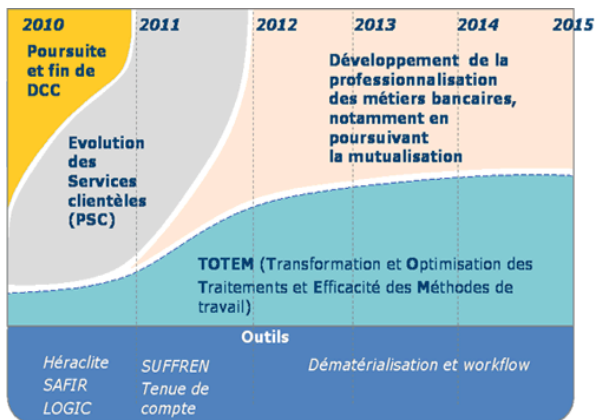 2010 2011 2012 2013 2014 2015
Poursuite
et fin de
DCC
Evolution
des
Services
clientèles
(PSC)
Développement de la
professionnalisation
des métiers bancaires,
notamment en
poursuivant
la mutualisation
TOTEM (Transformation et Optimisation des
Traitements et Efficacité des Méthodes de
travail)
Outils
Héraclite
SAFIR
LOGIC
SUFFREN
Tenue de
compte
Dématérialisation et workflow